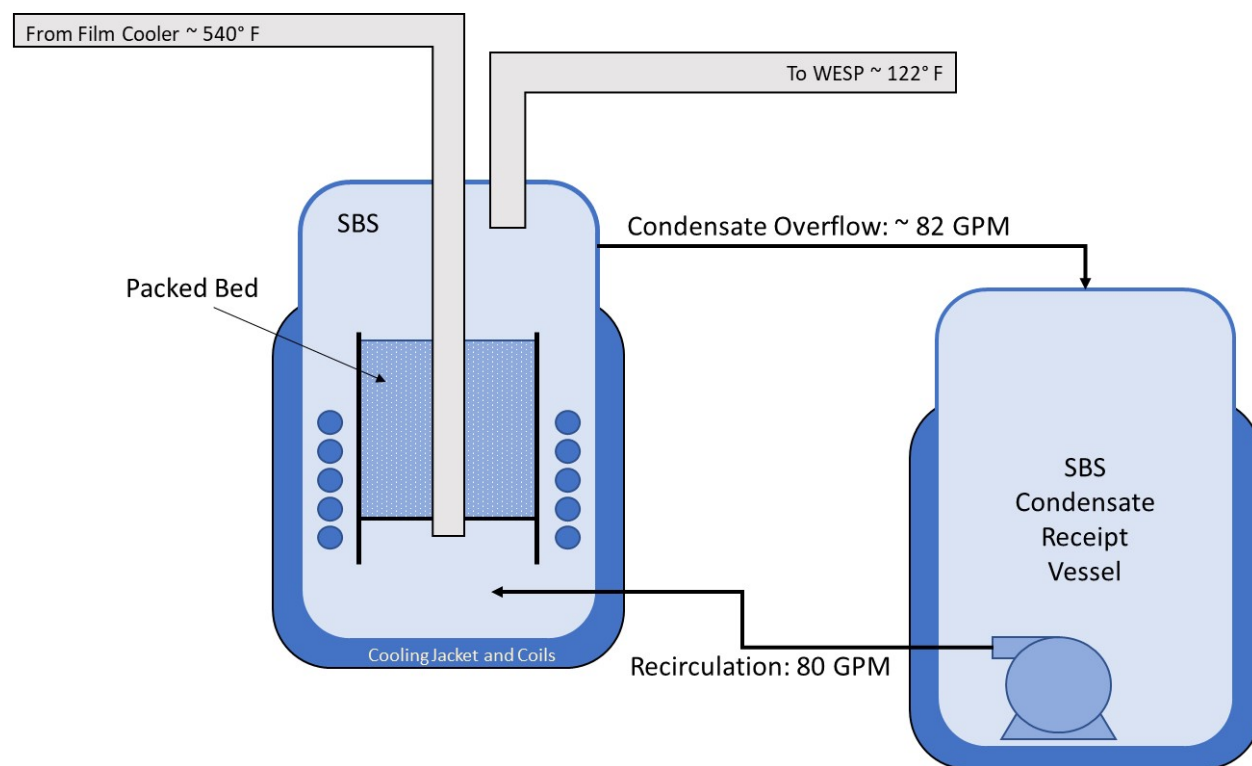 From Film Cooler ~ 540° F
To WESP ~ 122° F
SBS
Condensate Overflow: ~ 82 GPM
Packed Bed
SBS
Condensate
Receipt
Vessel
Cooling Jacket and Coils
Recirculation: 80 GPM